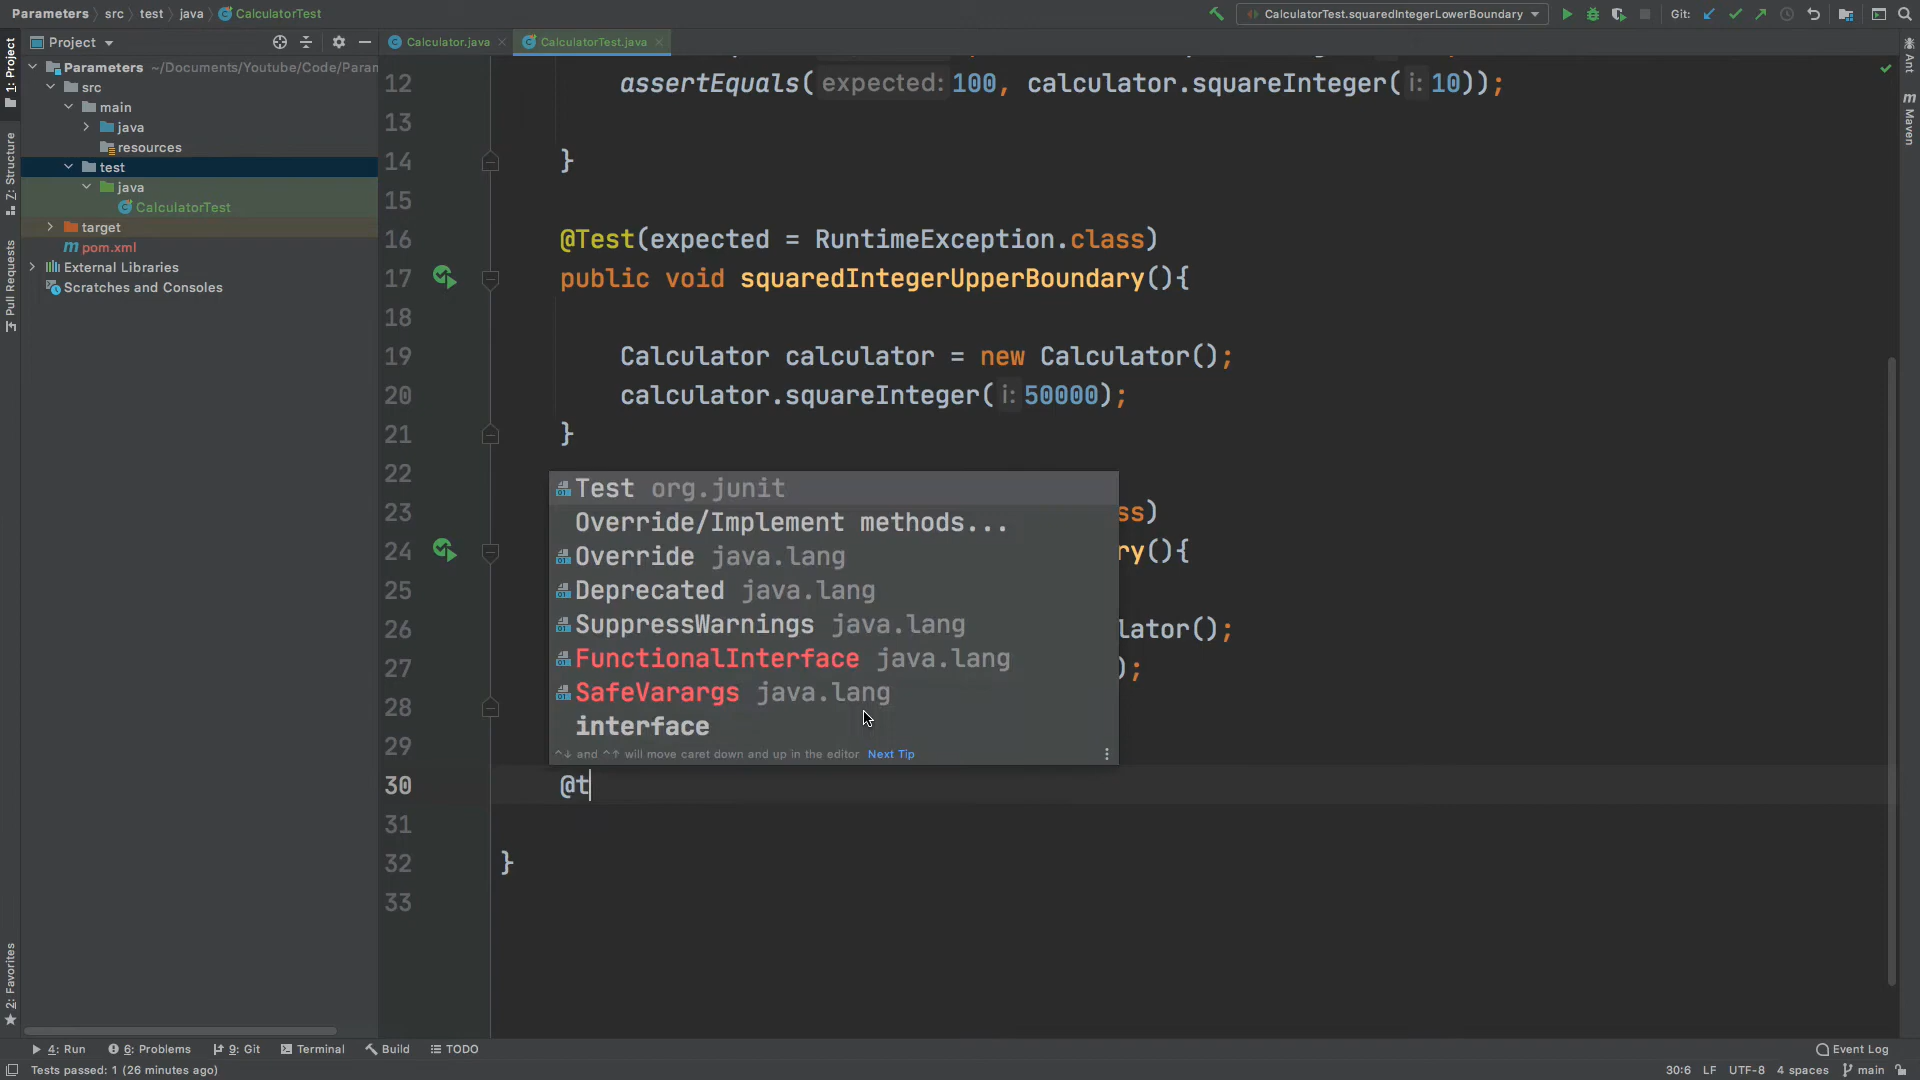 Parameters src test java CalculatorTest
CalculatorTest.squaredIntegerLowerBoundary Git:
Project
Calculator.java CalculatorTest.java
1: Project
Z: Structure
Pull Requests
2: Favorites
Parameters ~/Documents/Youtube/Code/Param
src
main
java
resources
test
java
CalculatorTest
target
pom.xml
External Libraries
Scratches and Consoles
12 assertEquals( expected: 100, calculator.squareInteger( i: 10));
13
14 }
15
16 @Test(expected = RuntimeException.class)
17 public void squaredIntegerUpperBoundary(){
18
19 Calculator calculator = new Calculator();
20 calculator.squareInteger( i: 50000);
21 }
22
23 ss)
24 ry(){
25
26 lator();
27 );
28
29
30 @t
31
32 }
33
Test org.junit
Override/Implement methods...
Override java.lang
Deprecated java.lang
SuppressWarnings java.lang
FunctionalInterface java.lang
SafeVarargs java.lang
interface
^↓ and ^↑ will move caret down and up in the editor Next Tip
Ant
Maven
4: Run 6: Problems 9: Git Terminal Build TODO Event Log
Tests passed: 1 (26 minutes ago) 30:6 LF UTF-8 4 spaces main